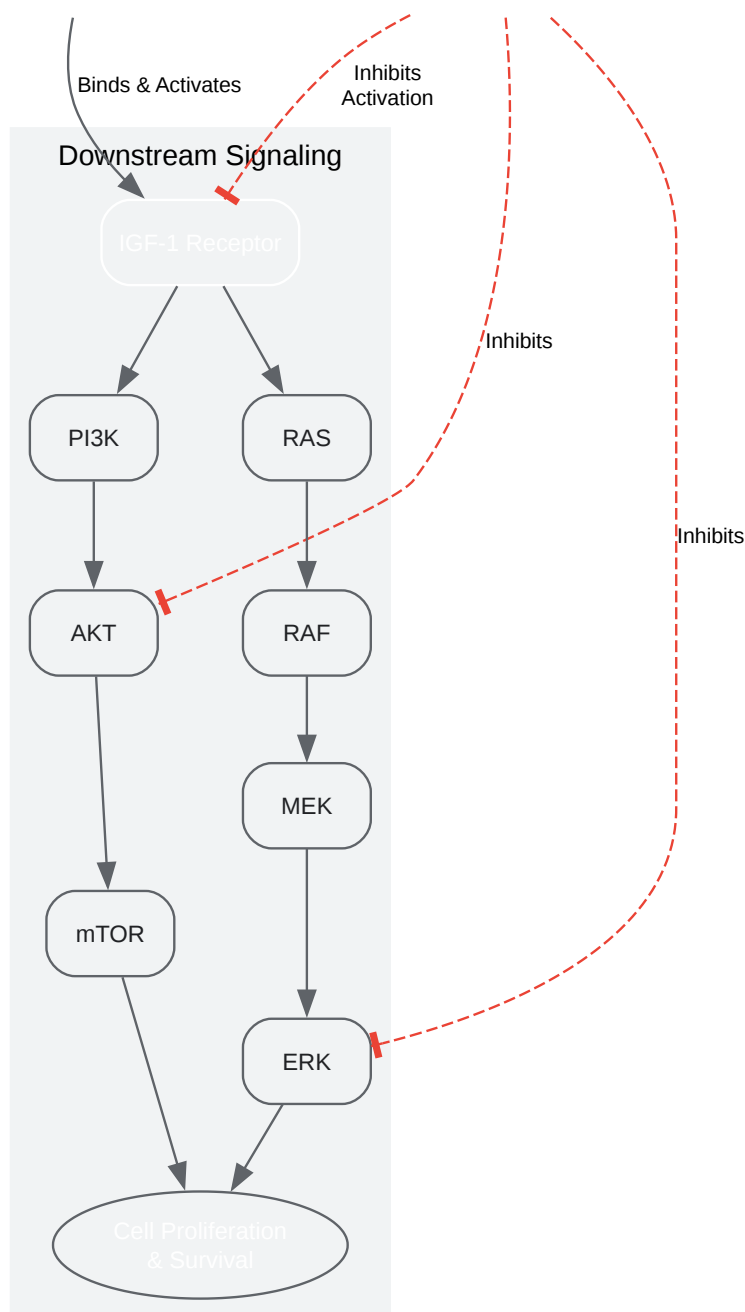 Binds & Activates
Inhibits
Activation
Downstream Signaling
IGF-1 Receptor
Inhibits
PI3K
RAS
Inhibits
AKT
RAF
MEK
mTOR
ERK
Cell Proliferation
& Survival